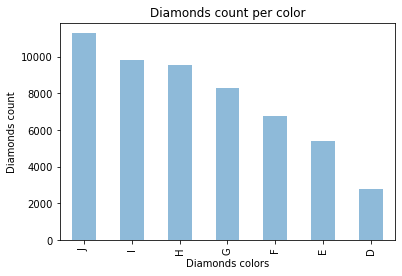 Diamonds count per color
Diamonds count
10000
8000
6000
4000
2000
0
J
I
H
G
F
E
D
Diamonds colors